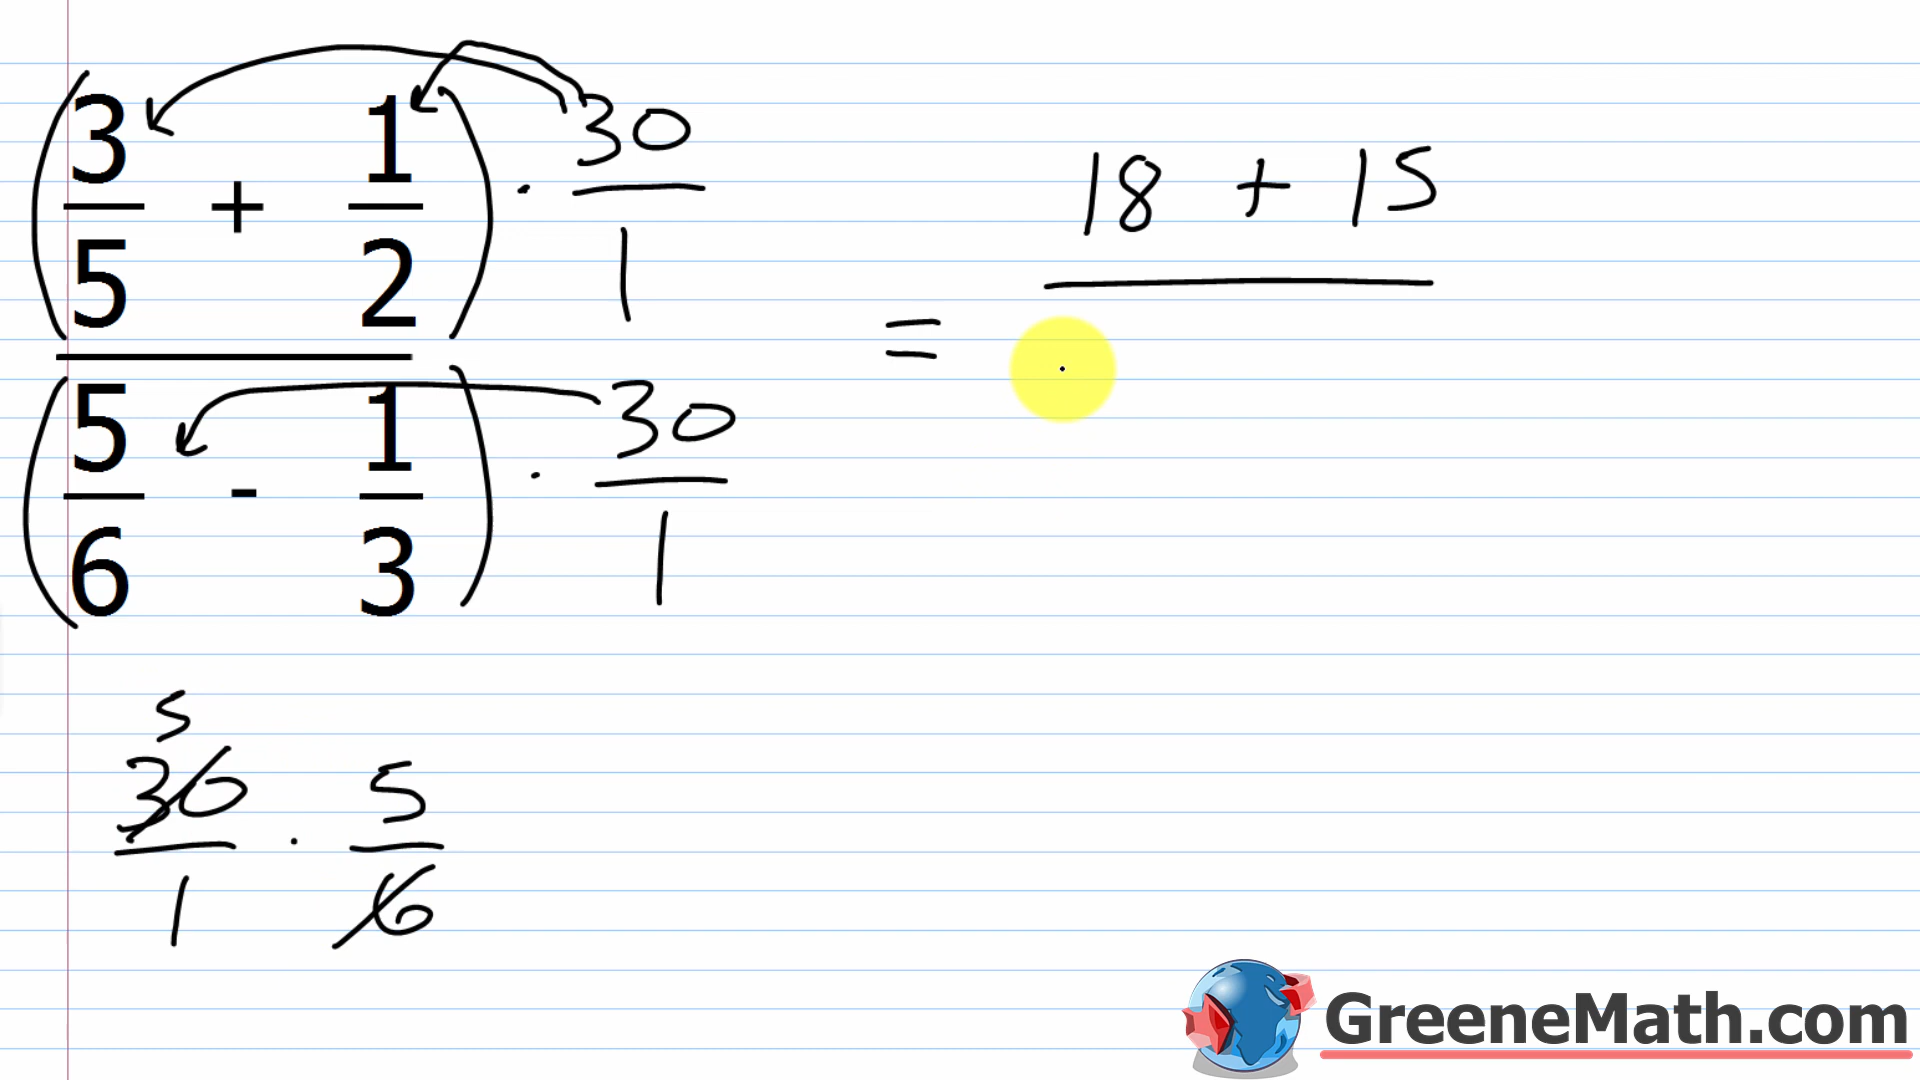 ( 3/5 + 1/2 ) · 30/1
( 5/6 - 1/3 ) · 30/1
= 18 + 15
5
30/1 · 5/6
GreeneMath.com